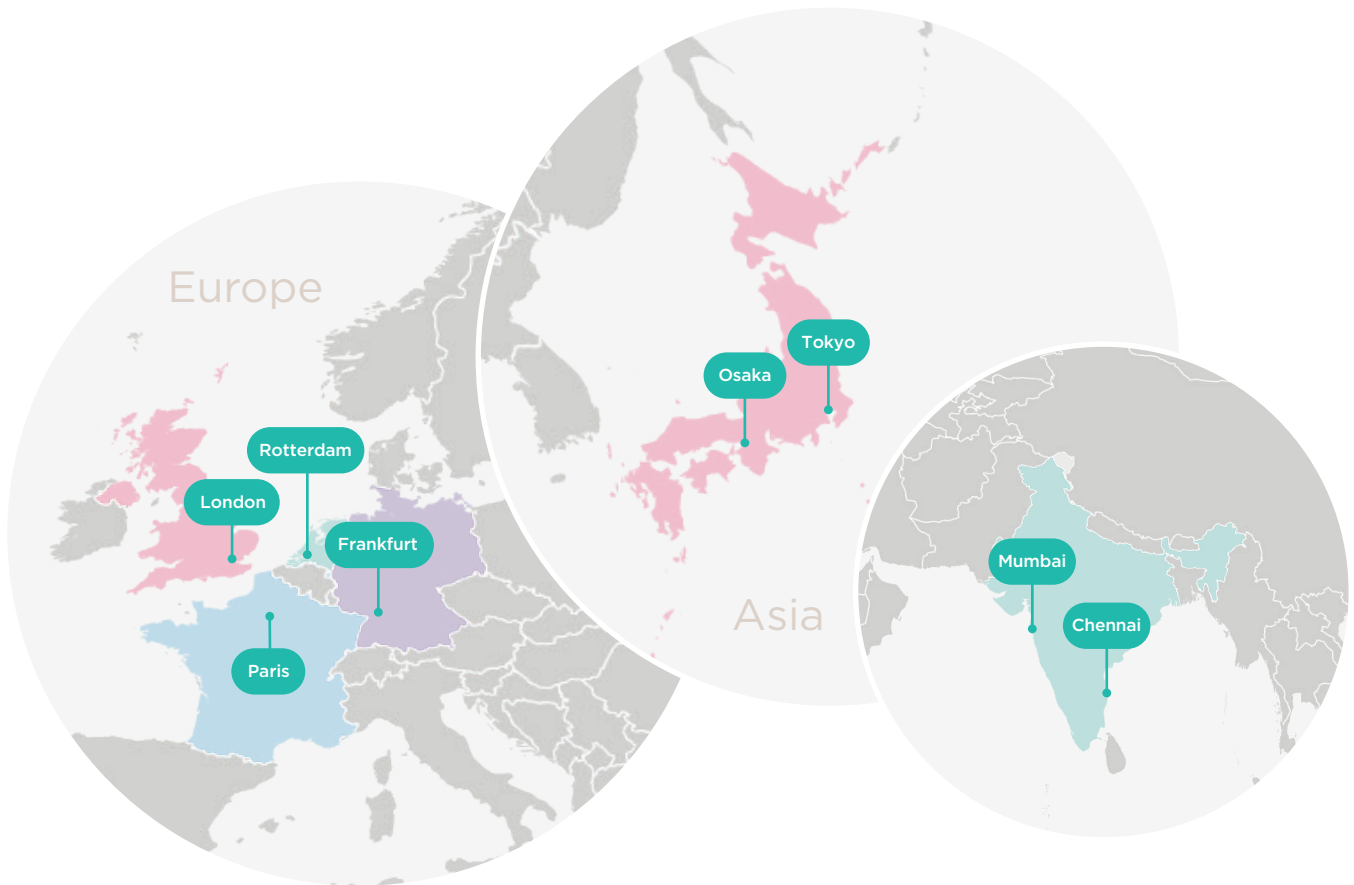 Europe
Rotterdam
London
Frankfurt
Paris
Tokyo
Osaka
Asia
Mumbai
Chennai